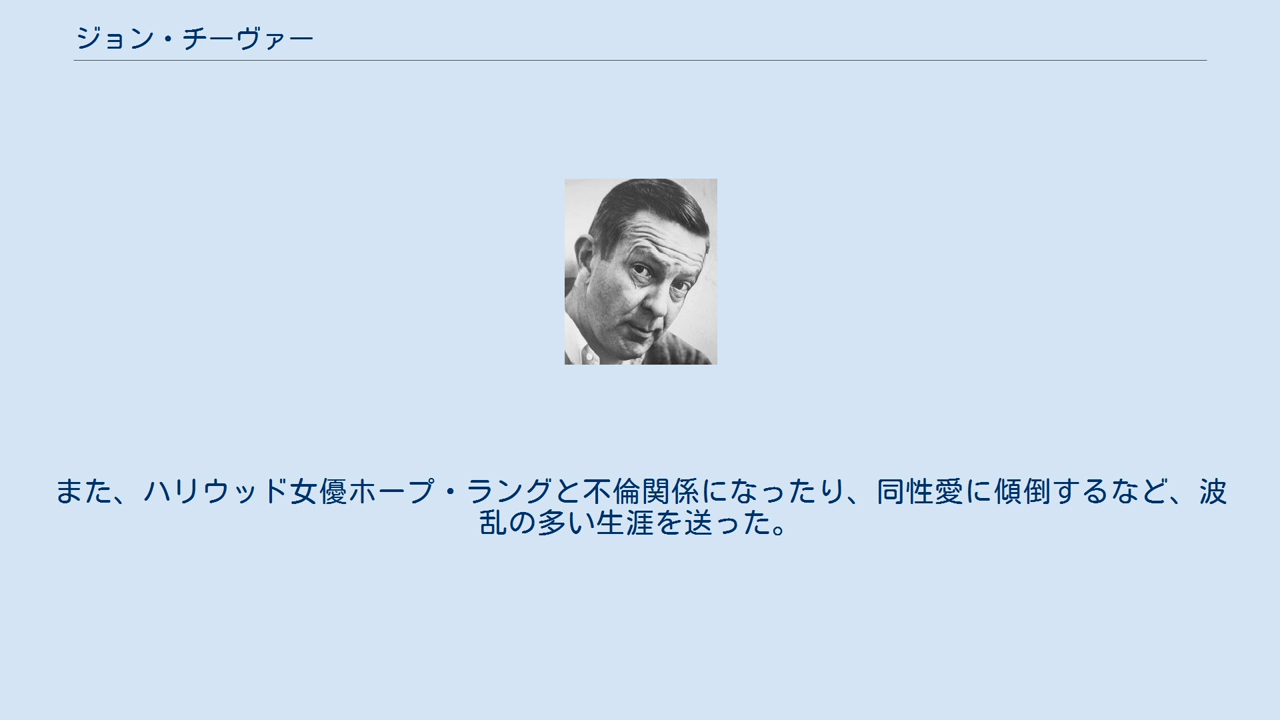 ジョン・チーヴァー
また、ハリウッド女優ホープ・ラングと不倫関係になったり、同性愛に傾倒するなど、波
乱の多い生涯を送った。